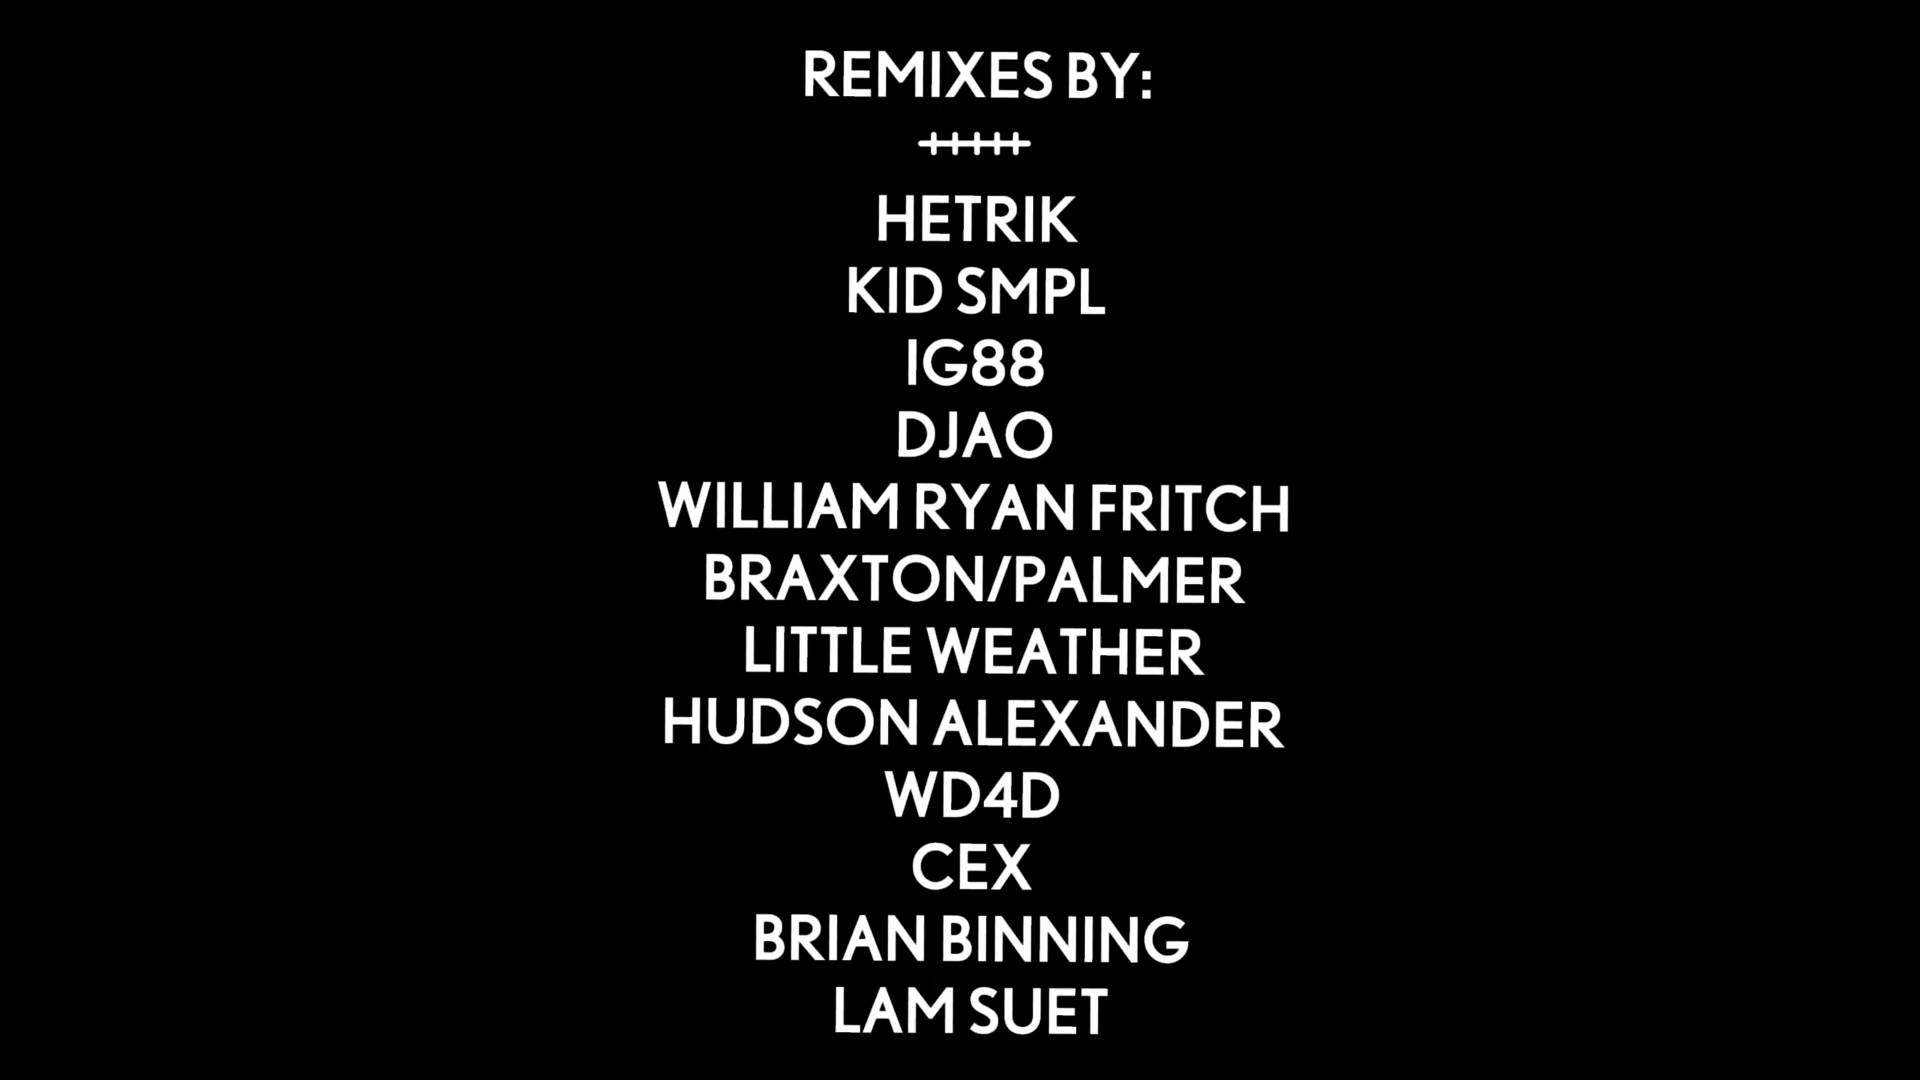 REMIXES BY:
HETRIK
KID SMPL
IG88
DJAO
WILLIAM RYAN FRITCH
BRAXTON/PALMER
LITTLE WEATHER
HUDSON ALEXANDER
WD4D
CEX
BRIAN BINNING
LAM SUET